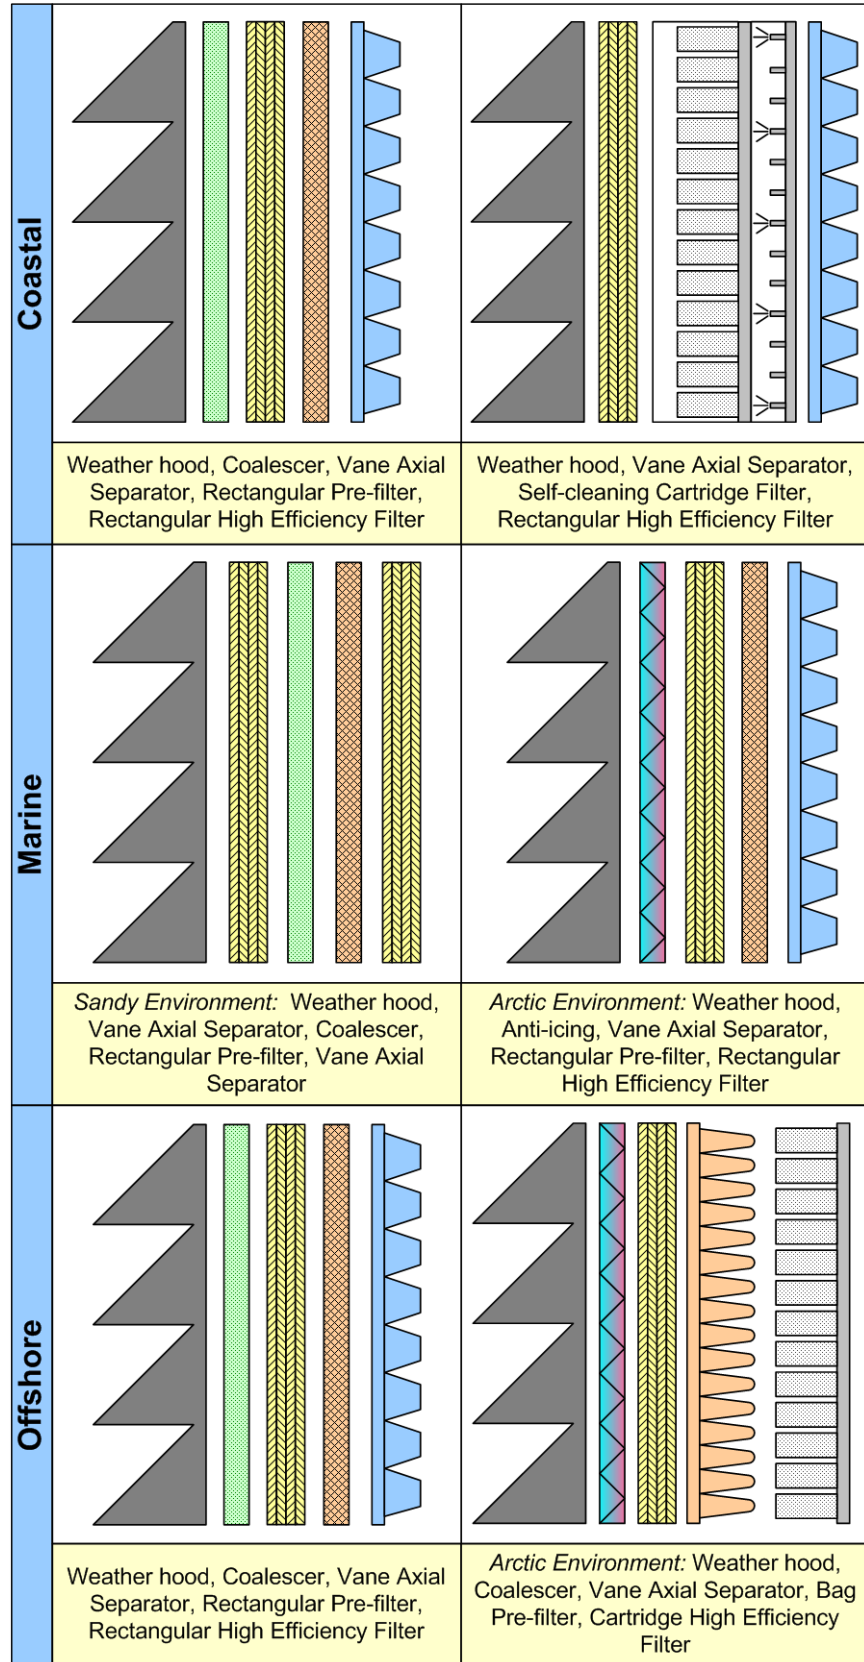 Coastal
Weather hood, Coalescer, Vane Axial
Separator, Rectangular Pre-filter,
Rectangular High Efficiency Filter
Weather hood, Vane Axial Separator,
Self-cleaning Cartridge Filter,
Rectangular High Efficiency Filter
Marine
Sandy Environment: Weather hood,
Vane Axial Separator, Coalescer,
Rectangular Pre-filter, Vane Axial
Separator
Arctic Environment: Weather hood,
Anti-icing, Vane Axial Separator,
Rectangular Pre-filter, Rectangular
High Efficiency Filter
Offshore
Weather hood, Coalescer, Vane Axial
Separator, Rectangular Pre-filter,
Rectangular High Efficiency Filter
Arctic Environment: Weather hood,
Coalescer, Vane Axial Separator, Bag
Pre-filter, Cartridge High Efficiency
Filter